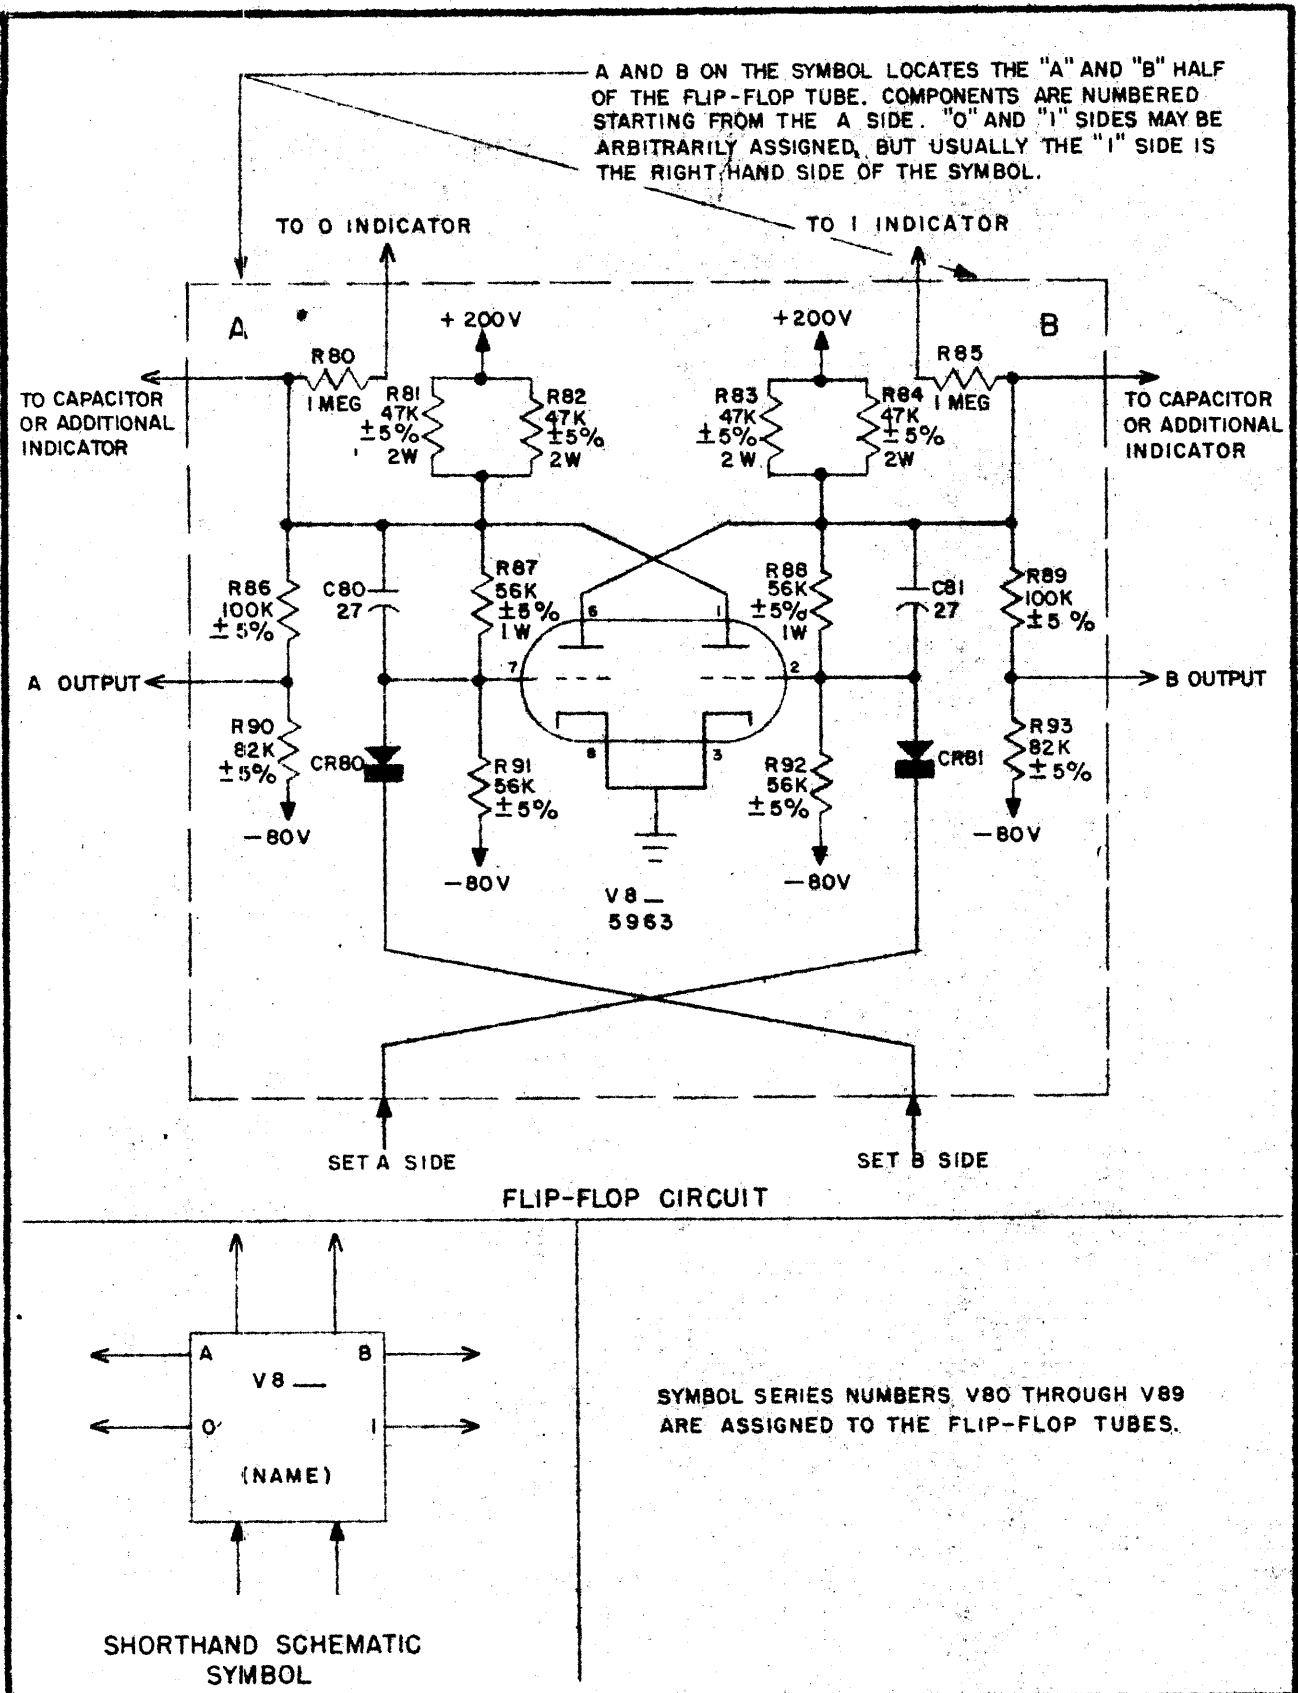 A AND B ON THE SYMBOL LOCATES THE "A" AND "B" HALF
OF THE FLIP-FLOP TUBE. COMPONENTS ARE NUMBERED
STARTING FROM THE A SIDE. "0" AND "1" SIDES MAY BE
ARBITRARILY ASSIGNED, BUT USUALLY THE "1" SIDE IS
THE RIGHT HAND SIDE OF THE SYMBOL.
TO 0 INDICATOR
TO 1 INDICATOR
A
B
+200V
+200V
R80
1 MEG
R85
1 MEG
TO CAPACITOR
OR ADDITIONAL
INDICATOR
TO CAPACITOR
OR ADDITIONAL
INDICATOR
R81
47K
±5%
2W
R82
47K
±5%
2W
R83
47K
±5%
2W
R84
47K
±5%
2W
R86
100K
±5%
C80
27
R87
56K
±5%
1W
R88
56K
±5%
1W
C81
27
R89
100K
±5%
6
1
7
2
8
3
A OUTPUT
B OUTPUT
R90
82K
±5%
CR80
R91
56K
±5%
R92
56K
±5%
CR81
R93
82K
±5%
-80V
-80V
-80V
-80V
V8_
5963
SET A SIDE
SET B SIDE
FLIP-FLOP CIRCUIT
A
B
V8__
0
1
(NAME)
SHORTHAND SCHEMATIC
SYMBOL
SYMBOL SERIES NUMBERS V80 THROUGH V89
ARE ASSIGNED TO THE FLIP-FLOP TUBES.